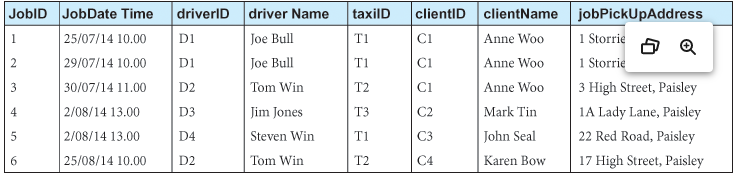 JobID JobDate Time driverID driver Name taxiID clientID clientName jobPickUpAddress
1 25/07/14 10.00 D1 Joe Bull T1 C1 Anne Woo 1 Storrie
2 29/07/14 10.00 D1 Joe Bull T1 C1 Anne Woo 1 Storrie
3 30/07/14 11.00 D2 Tom Win T2 C1 Anne Woo 3 High Street, Paisley
4 2/08/14 13.00 D3 Jim Jones T3 C2 Mark Tin 1A Lady Lane, Paisley
5 2/08/14 13.00 D4 Steven Win T1 C3 John Seal 22 Red Road, Paisley
6 25/08/14 10.00 D2 Tom Win T2 C4 Karen Bow 17 High Street, Paisley